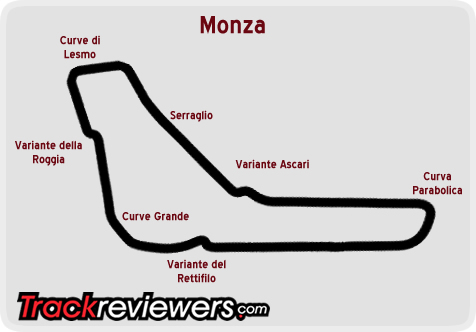 Monza
Curve di
Lesmo
Serraglio
Variante della
Roggia
Variante Ascari
Curva
Parabolica
Curve Grande
Variante del
Rettifilo
Trackreviewers.com